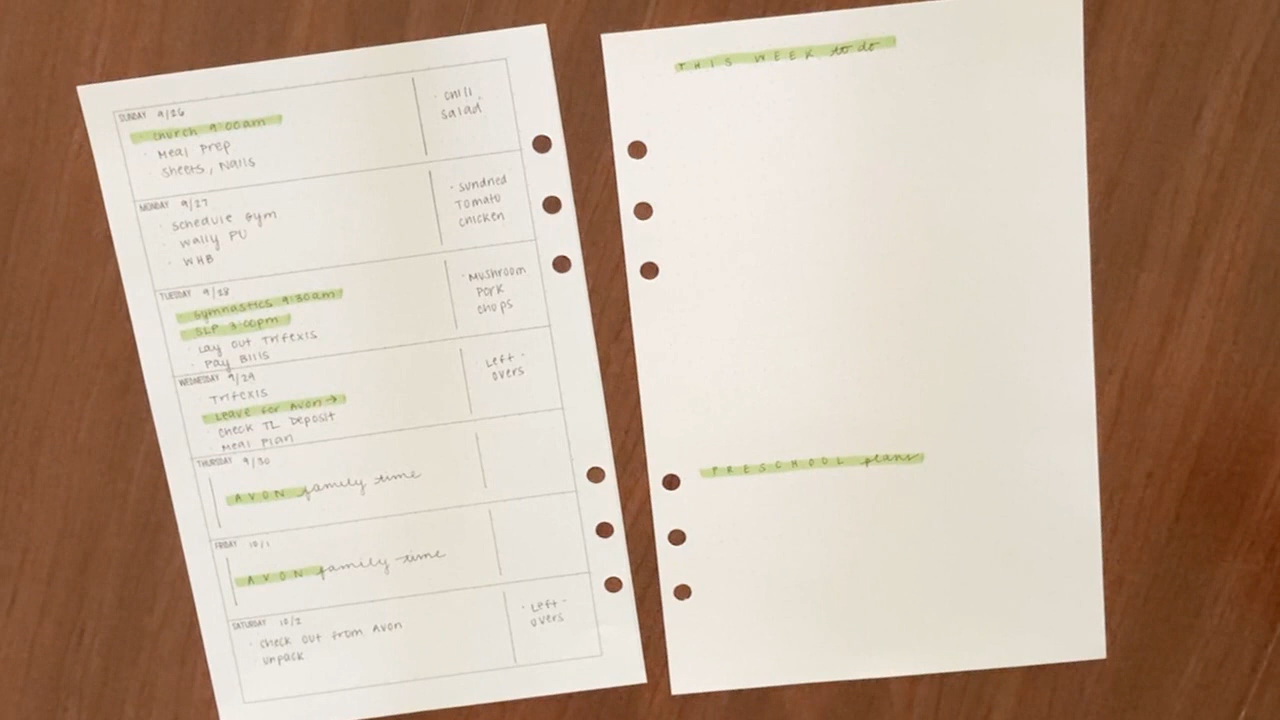 SUNDAY 9/26
· Church 9:00am
· Meal Prep
· Sheets, Nails
· Chili
salad
MONDAY 9/27
· Schedule Gym
· Wally PU
· WHB
· Sundried
Tomato
chicken
TUESDAY 9/28
· Gymnastics 9:30am
· SLP 3:00pm
· Lay out Trifexis
· Pay Bills
· Mushroom
Pork
chops
WEDNESDAY 9/29
· Trifexis
· Leave for Avon →
· Check TL Deposit
· Meal Plan
Left-
overs
THURSDAY 9/30
AVON family time
FRIDAY 10/1
AVON family time
SATURDAY 10/2
· Check out from Avon
unpack
· Left-
overs
THIS WEEK to do
PRESCHOOL plans